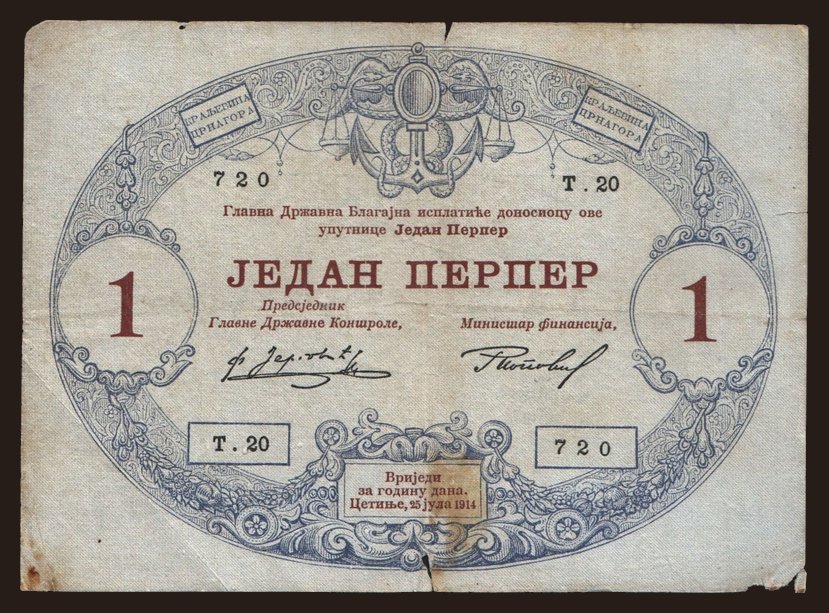 КРАЉЕВИНА
ЦРНАГОРА
КРАЉЕВИНА
ЦРНАГОРА
720
Т. 20
Главна Државна Благајна исплатиће доносиоцу ове
упутнице Један Перпер
1
ЈЕДАН ПЕРПЕР
1
Предсједник
Главне Државне Контроле,
Министар финансија,
Т. 20
720
Вриједи
за годину дана.
Цетиње, 25 јула 1914